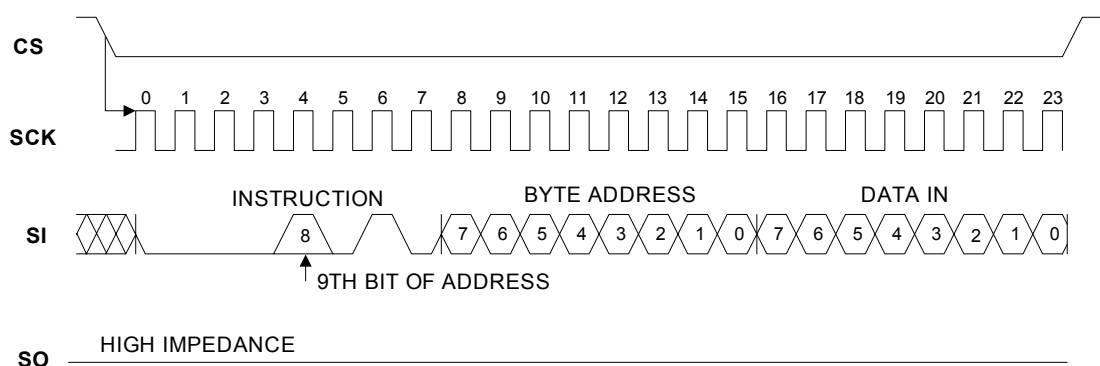 CS
0 1 2 3 4 5 6 7 8 9 10 11 12 13 14 15 16 17 18 19 20 21 22 23
SCK
INSTRUCTION BYTE ADDRESS DATA IN
SI 8 7 6 5 4 3 2 1 0 7 6 5 4 3 2 1 0
9TH BIT OF ADDRESS
HIGH IMPEDANCE
SO